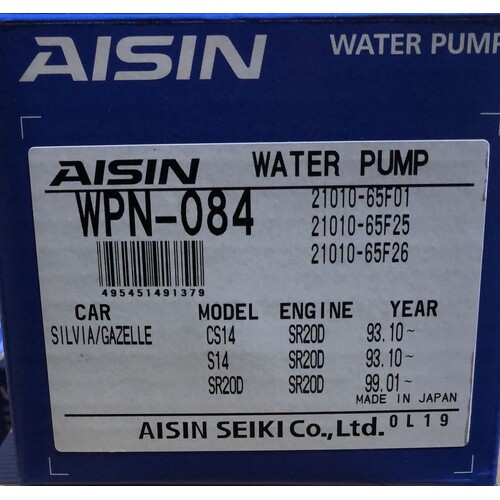 AISIN WATER PUMP
AISIN WATER PUMP
WPN-084 21010-65F01
21010-65F25
21010-65F26
495451491379
CAR MODEL ENGINE YEAR
SILVIA/GAZELLE CS14 SR20D 93.10~
S14 SR20D 93.10~
SR20D SR20D 99.01~
MADE IN JAPAN
AISIN SEIKI Co.,Ltd. 0L19